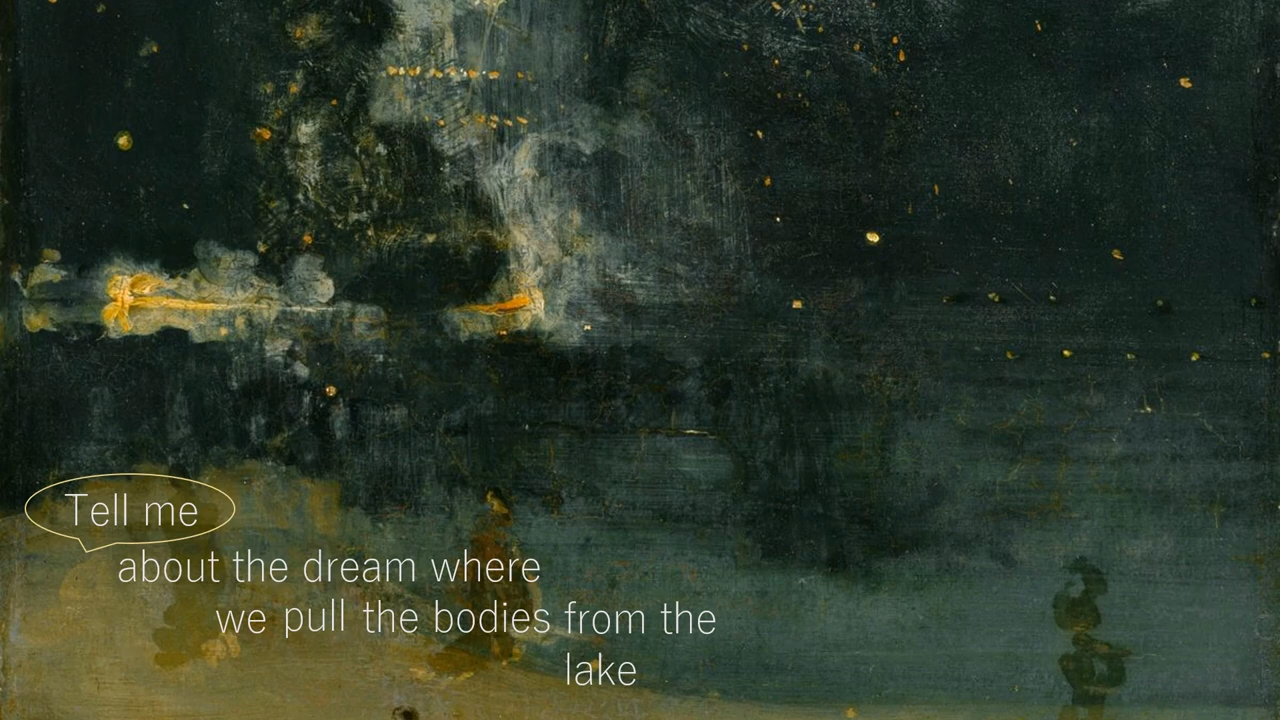 Tell me
about the dream where
we pull the bodies from the
lake